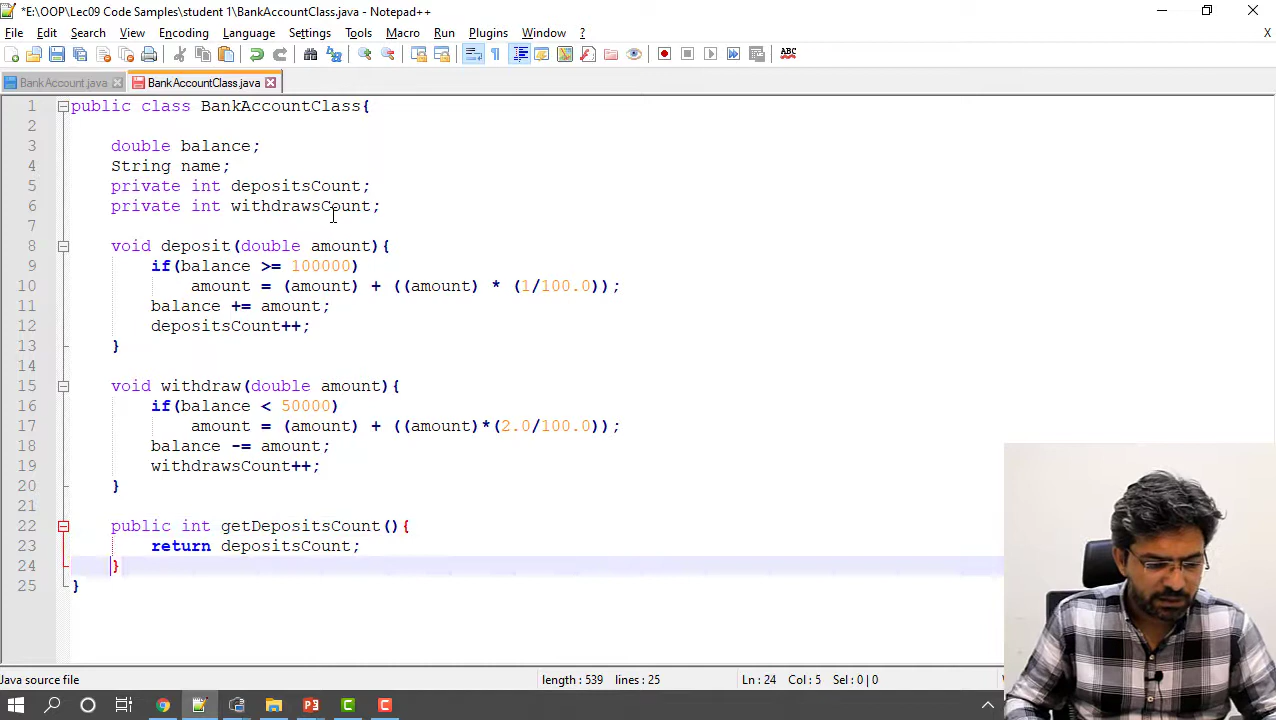 *E:\OOP\Lec09 Code Samples\student 1\BankAccountClass.java - Notepad++
File Edit Search View Encoding Language Settings Tools Macro Run Plugins Window ? X
BankAccount.java BankAccountClass.java
1 public class BankAccountClass{
2
3 double balance;
4 String name;
5 private int depositsCount;
6 private int withdrawsCount;
7
8 void deposit(double amount){
9 if(balance >= 100000)
10 amount = (amount) + ((amount) * (1/100.0));
11 balance += amount;
12 depositsCount++;
13 }
14
15 void withdraw(double amount){
16 if(balance < 50000)
17 amount = (amount) + ((amount)*(2.0/100.0));
18 balance -= amount;
19 withdrawsCount++;
20 }
21
22 public int getDepositsCount(){
23 return depositsCount;
24 }
25 }
Java source file length : 539 lines : 25 Ln : 24 Col : 5 Sel : 0 | 0